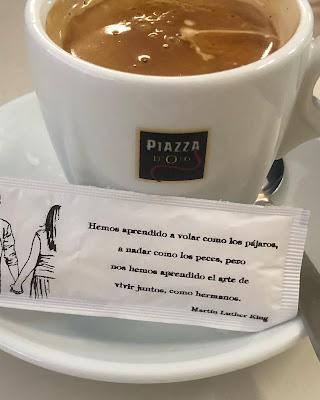 PIAZZA
D'ORO
Hemos aprendido a volar como los pájaros,
a nadar como los peces, pero
nos hemos aprendido el arte de
vivir juntos, como hermanos.
Martin Luther King